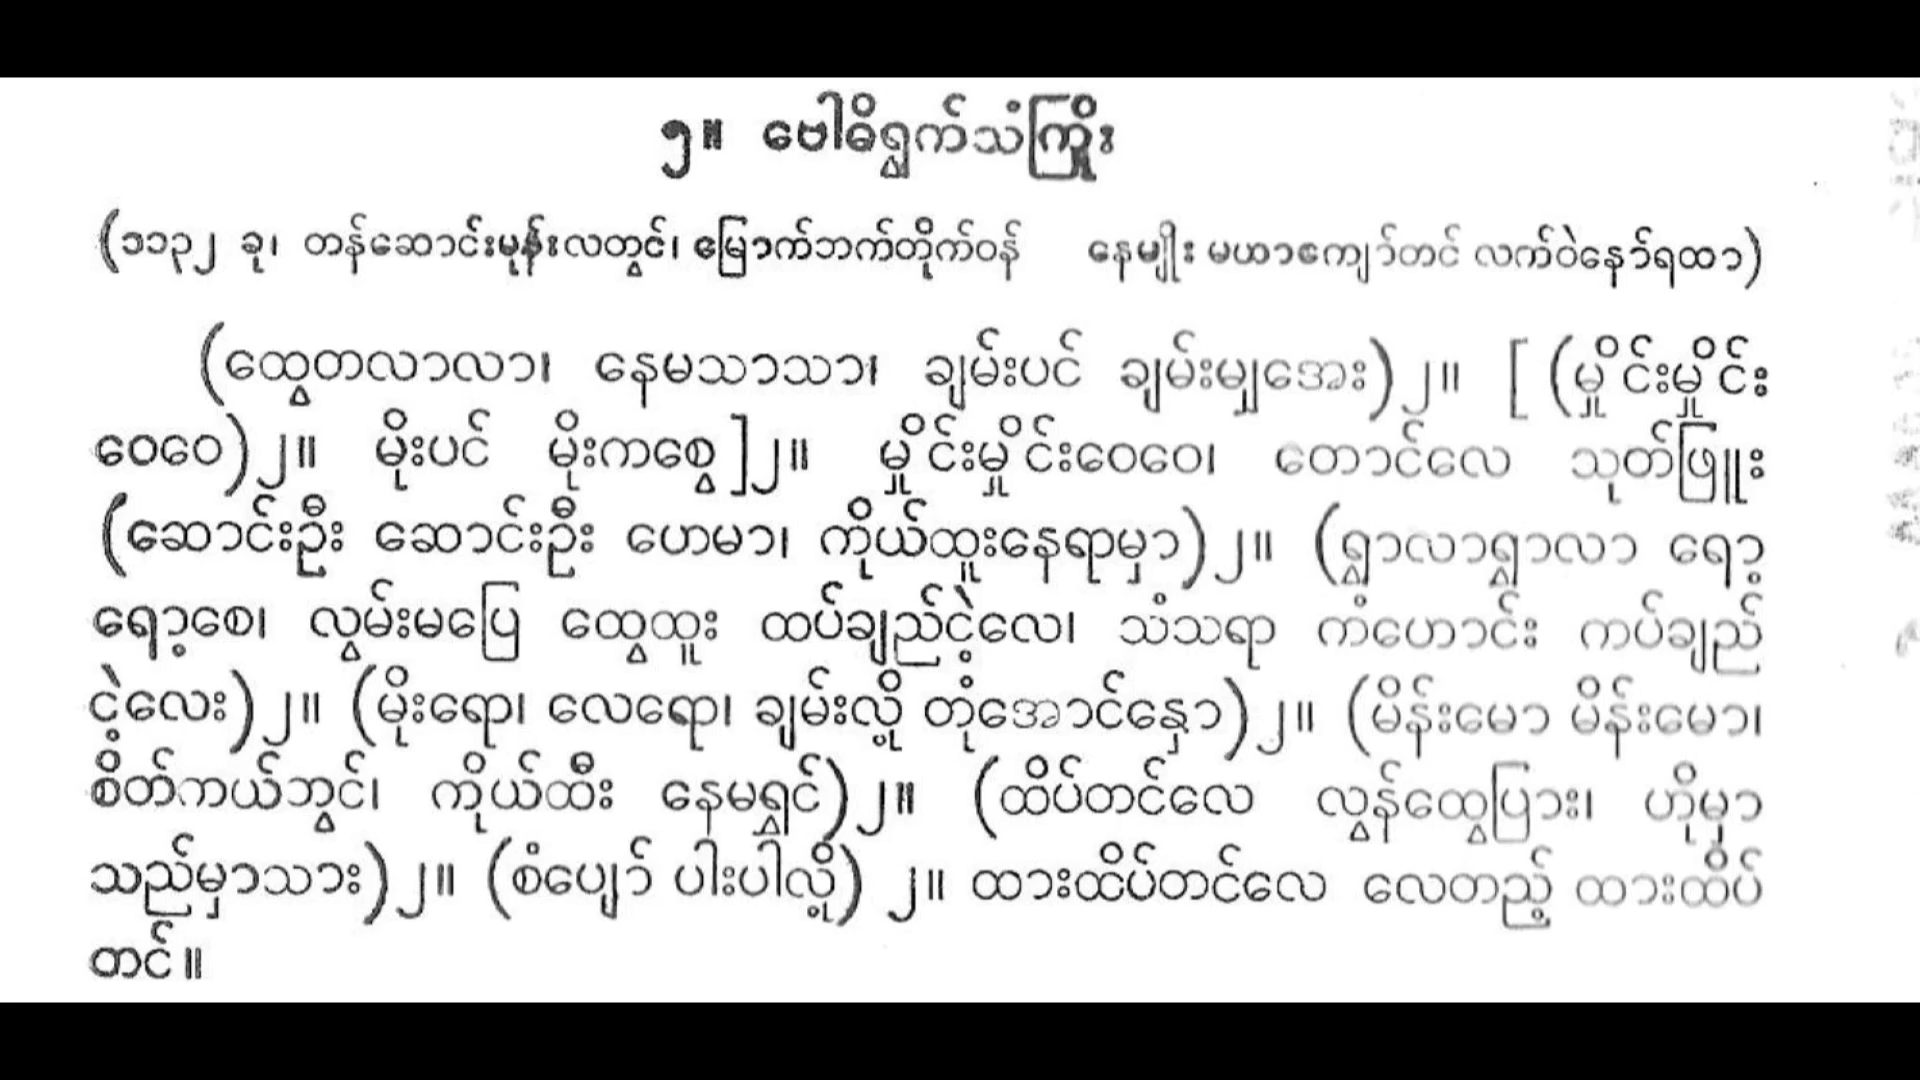 ၅။ ဗေါဓိရွက်သံကြိုး
(၁၁၃၂ ခု၊ တန်ဆောင်းမုန်းလတွင်၊ မြောက်ဘက်တိုက်ဝန် နေမျိုး မဟာကျော်တင် လက်ဝဲနော်ရထာ)
(ထွေတလာလာ၊ နေမသာသာ၊ ချမ်းပင် ချမ်းမျှအေး)၂။ [ (မှိုင်းမှိုင်း
ဝေဝေ)၂။ မိုးပင် မိုးကစွေ ]၂။ မှိုင်းမှိုင်းဝေဝေ၊ တောင်လေ သုတ်ဖြူး
(ဆောင်းဦး ဆောင်းဦး ဟေမာ၊ ကိုယ်ထူးနေရာမှာ)၂။ (ရွှာလာရွှာလာ ရော့
ရော့စေ၊ လွမ်းမပြေ ထွေထူး ထပ်ချည်ငဲ့လေ၊ သံသရာ ကံဟောင်း ကပ်ချည်
ငဲ့လေး)၂။ (မိုးရော၊ လေရော၊ ချမ်းလို့ တုံအောင်နှော)၂။ (မိန်းမော မိန်းမော၊
စိတ်ကယ်ဘွင်၊ ကိုယ်ထီး နေမရွှင်)၂။ (ထိပ်တင်လေ လွန်ထွေပြား၊ ဟိုမှာ
သည်မှာသား)၂။ (စံပျော် ပါးပါလို့) ၂။ ထားထိပ်တင်လေ လေတည့် ထားထိပ်
တင်။